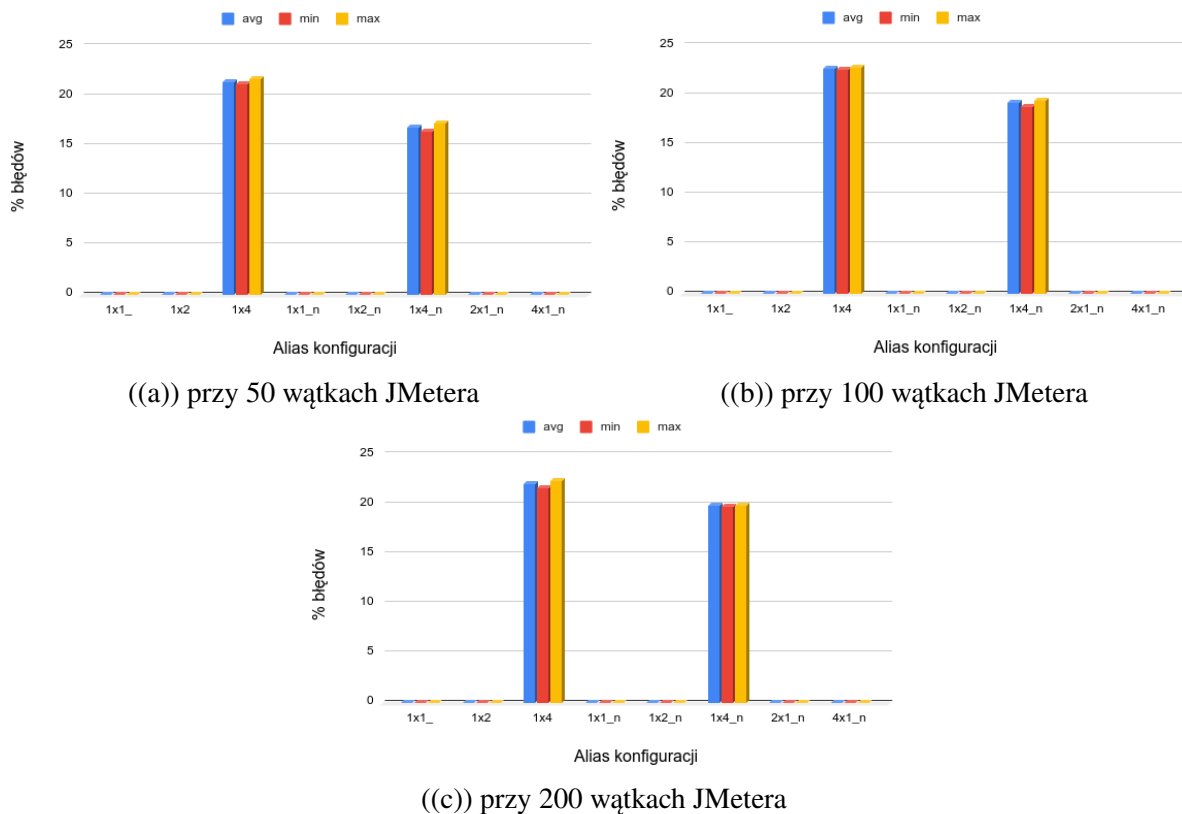 avg min max
25
20
15
10
5
0
% błędów
1x1_ 1x2 1x4 1x1_n 1x2_n 1x4_n 2x1_n 4x1_n
Alias konfiguracji
((a)) przy 50 wątkach JMetera
avg min max
25
20
15
10
5
0
% błędów
1x1_ 1x2 1x4 1x1_n 1x2_n 1x4_n 2x1_n 4x1_n
Alias konfiguracji
((b)) przy 100 wątkach JMetera
avg min max
25
20
15
10
5
0
% błędów
1x1_ 1x2 1x4 1x1_n 1x2_n 1x4_n 2x1_n 4x1_n
Alias konfiguracji
((c)) przy 200 wątkach JMetera